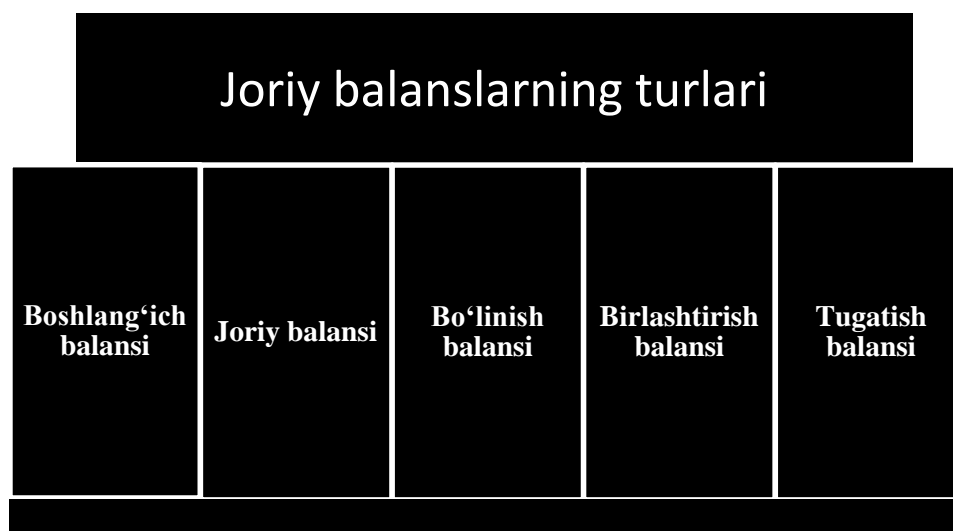 Joriy balanslarning turlari
Boshlang‘ich
balansi
Joriy balansi
Bo‘linish
balansi
Birlashtirish
balansi
Tugatish
balansi